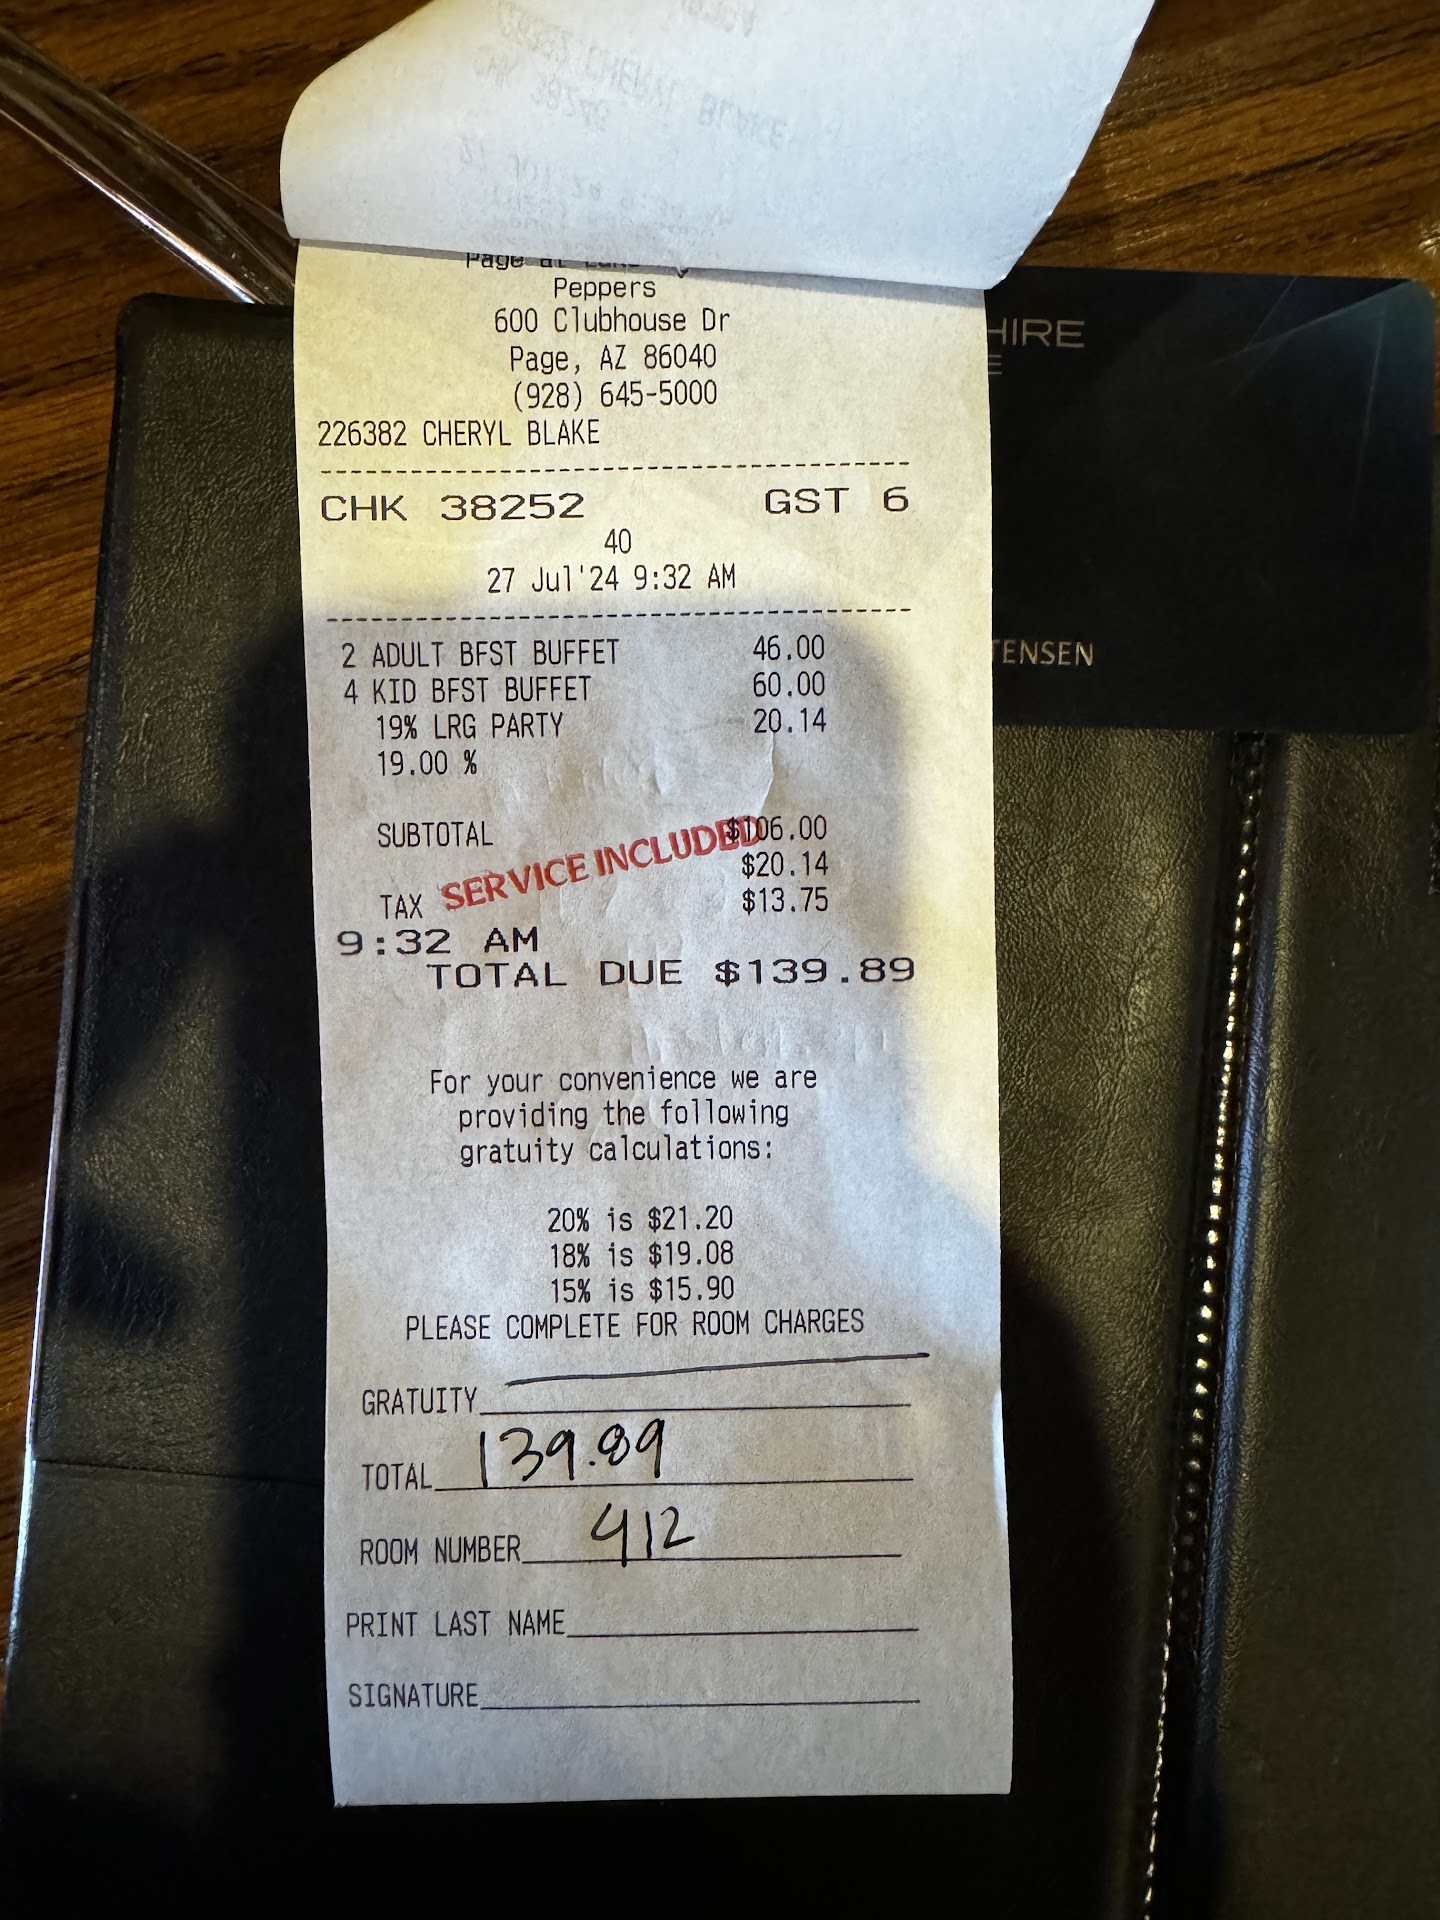 Page at Lake
Peppers
600 Clubhouse Dr
Page, AZ 86040
(928) 645-5000
226382 CHERYL BLAKE
CHK 38252 GST 6
40
27 Jul'24 9:32 AM
2 ADULT BFST BUFFET 46.00
4 KID BFST BUFFET 60.00
19% LRG PARTY 20.14
19.00 %
SUBTOTAL $106.00
SERVICE INCLUDED
$20.14
TAX $13.75
9:32 AM
TOTAL DUE $139.89
For your convenience we are
providing the following
gratuity calculations:
20% is $21.20
18% is $19.08
15% is $15.90
PLEASE COMPLETE FOR ROOM CHARGES
GRATUITY
TOTAL 139.89
ROOM NUMBER 412
PRINT LAST NAME
SIGNATURE
HIRE
TENSEN